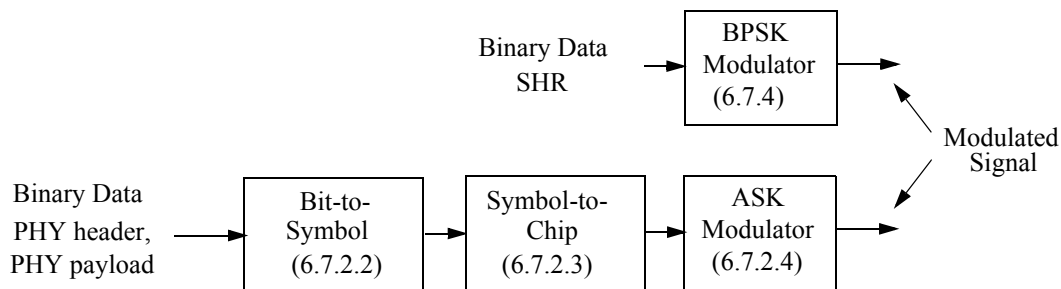 Binary Data
SHR
BPSK
Modulator
(6.7.4)
Modulated
Signal
Binary Data
PHY header,
PHY payload
Bit-to-
Symbol
(6.7.2.2)
Symbol-to-
Chip
(6.7.2.3)
ASK
Modulator
(6.7.2.4)